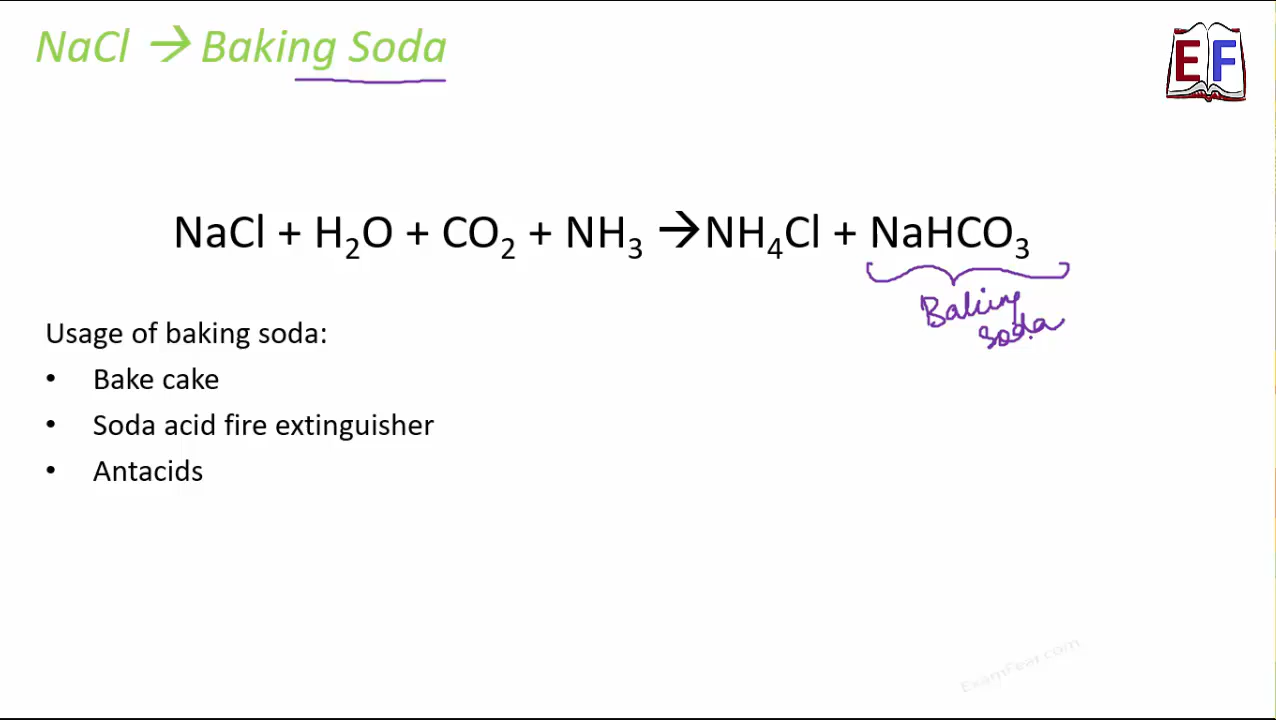 NaCl → Baking Soda
EF
NaCl + H₂O + CO₂ + NH₃ → NH₄Cl + NaHCO₃
Baking
soda
Usage of baking soda:
• Bake cake
• Soda acid fire extinguisher
• Antacids
ExamFear.com